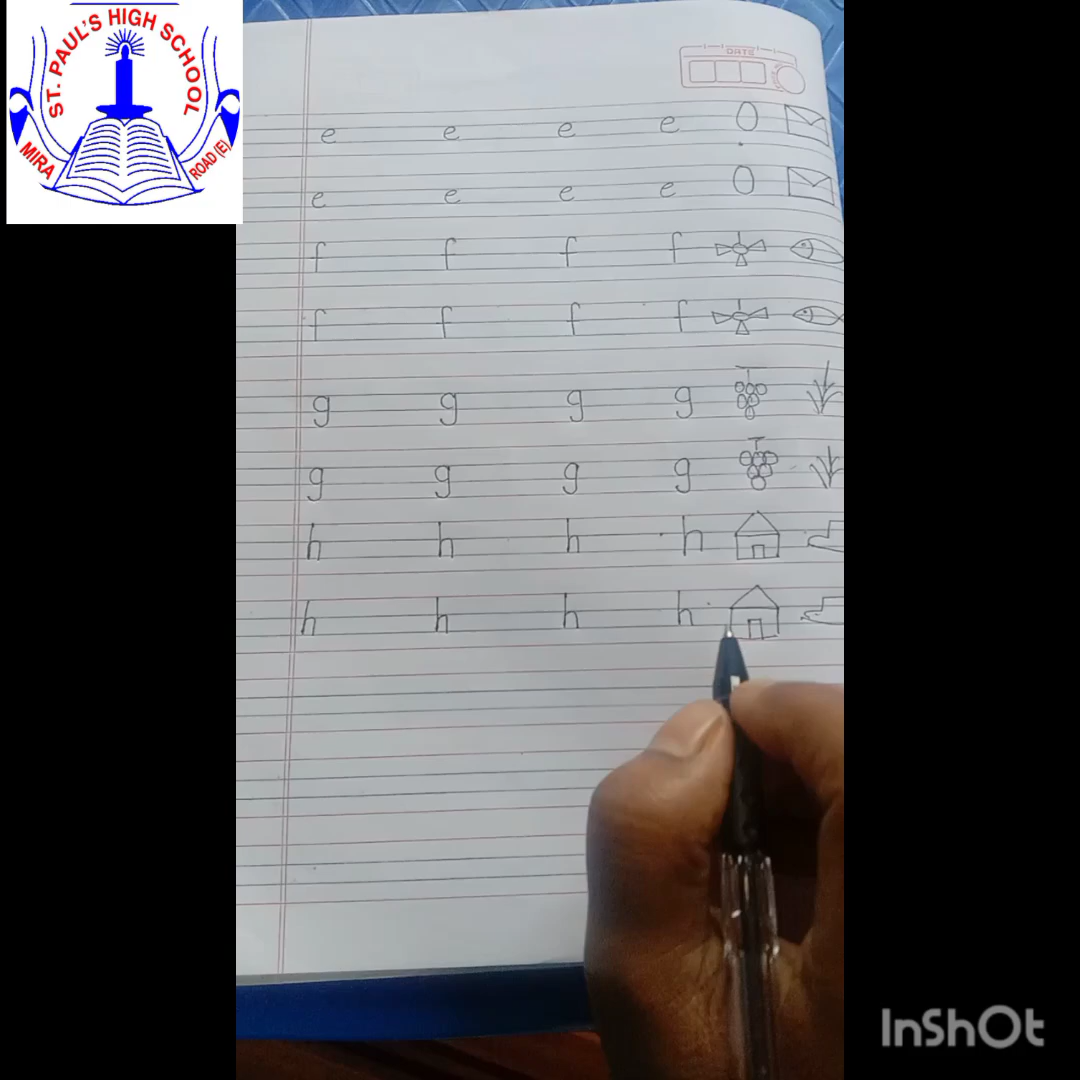 ST. PAUL'S HIGH SCHOOL
MIRA ROAD (E)
DATE
e e e e
e e e e
f f f f
f f f f
g g g g
g g g g
h h h h
h h h h
InShOt